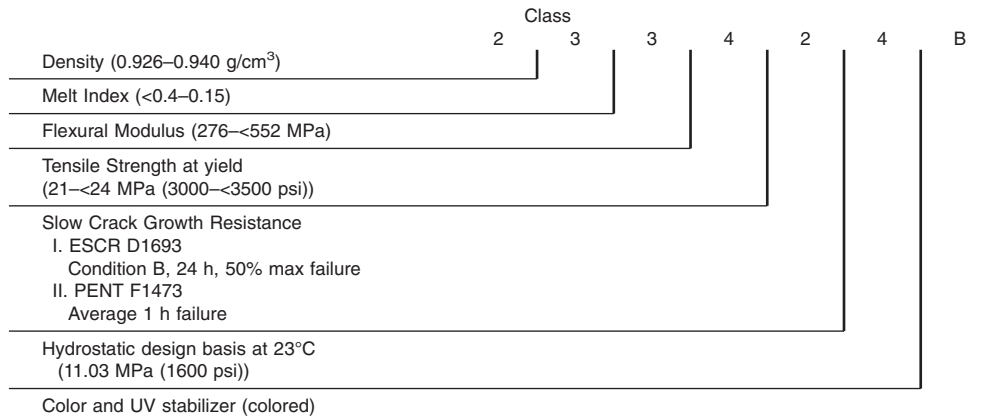 Class
2 3 3 4 2 4 B
Density (0.926–0.940 g/cm³)
Melt Index (<0.4–0.15)
Flexural Modulus (276–<552 MPa)
Tensile Strength at yield
(21–<24 MPa (3000–<3500 psi))
Slow Crack Growth Resistance
I. ESCR D1693
Condition B, 24 h, 50% max failure
II. PENT F1473
Average 1 h failure
Hydrostatic design basis at 23°C
(11.03 MPa (1600 psi))
Color and UV stabilizer (colored)